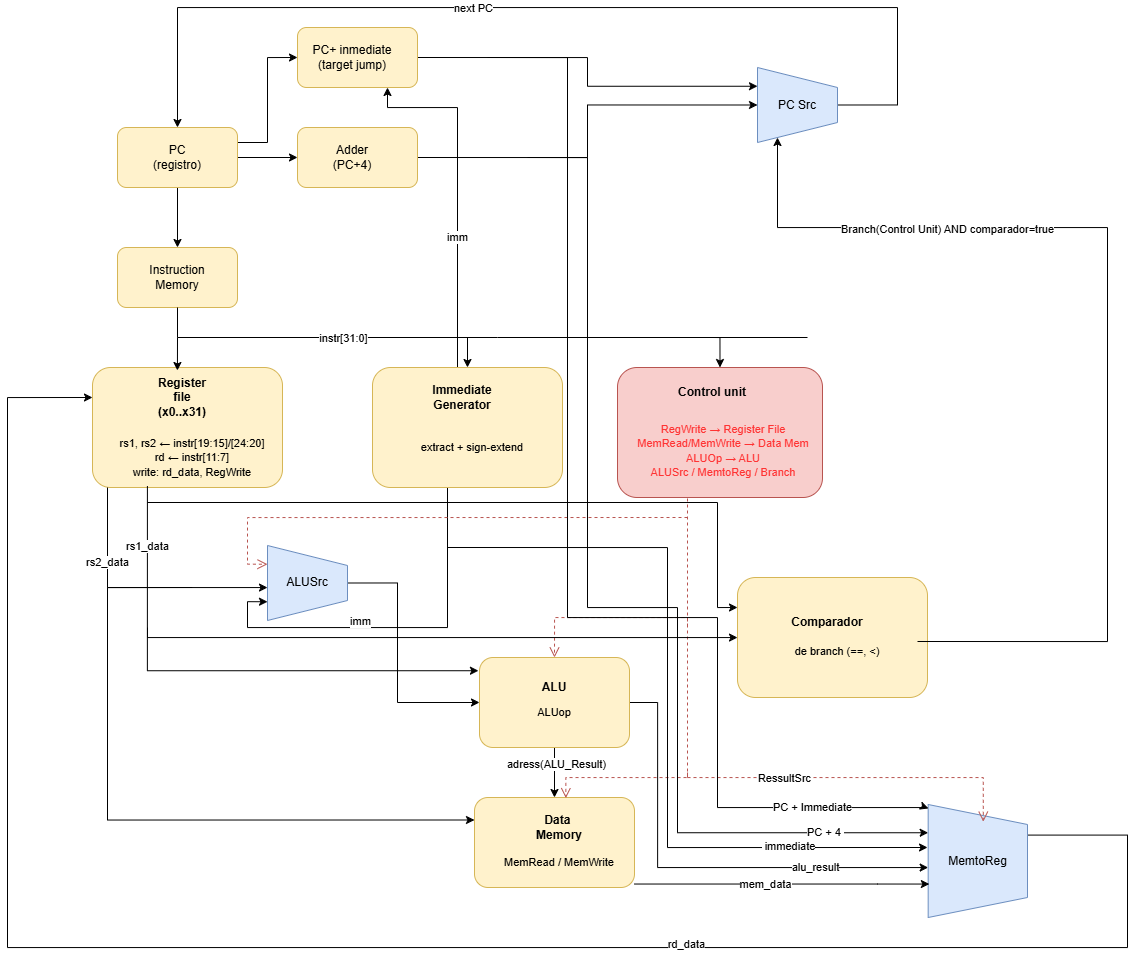 next PC
PC+ inmediate
(target jump)
PC Src
PC
(registro)
Adder
(PC+4)
Branch(Control Unit) AND comparador=true
imm
Instruction
Memory
instr[31:0]
Register
file
(x0..x31)
rs1, rs2 ← instr[19:15]/[24:20]
rd ← instr[11:7]
write: rd_data, RegWrite
Immediate
Generator
extract + sign-extend
Control unit
RegWrite → Register File
MemRead/MemWrite → Data Mem
ALUOp → ALU
ALUSrc / MemtoReg / Branch
rs1_data
rs2_data
ALUSrc
imm
Comparador
de branch (==, <)
ALU
ALUop
adress(ALU_Result)
RessultSrc
Data
Memory
MemRead / MemWrite
PC + Immediate
PC + 4
immediate
alu_result
mem_data
MemtoReg
rd_data